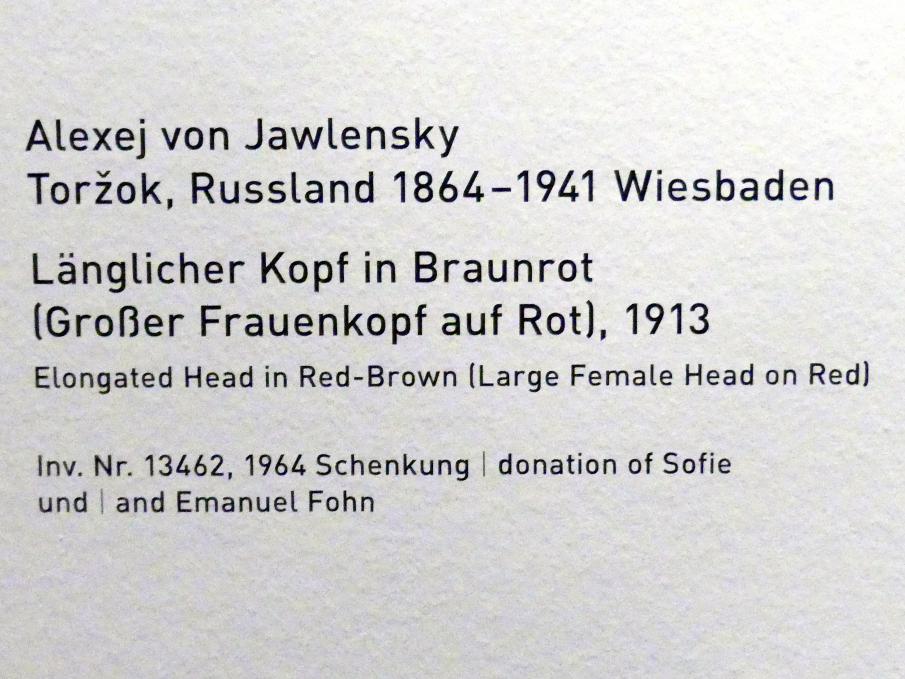 Alexej von Jawlensky
Toržok, Russland 1864–1941 Wiesbaden
Länglicher Kopf in Braunrot
(Großer Frauenkopf auf Rot), 1913
Elongated Head in Red-Brown (Large Female Head on Red)
Inv. Nr. 13462, 1964 Schenkung | donation of Sofie
und | and Emanuel Fohn